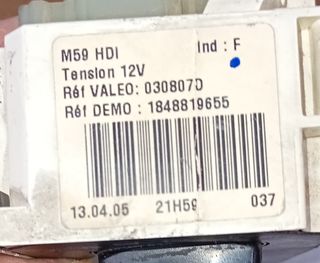 M59 HDI Ind : F
Tension 12V
Réf VALEO: 030807D
Réf DEMO : 1848819655
13.04.05 21H59 037